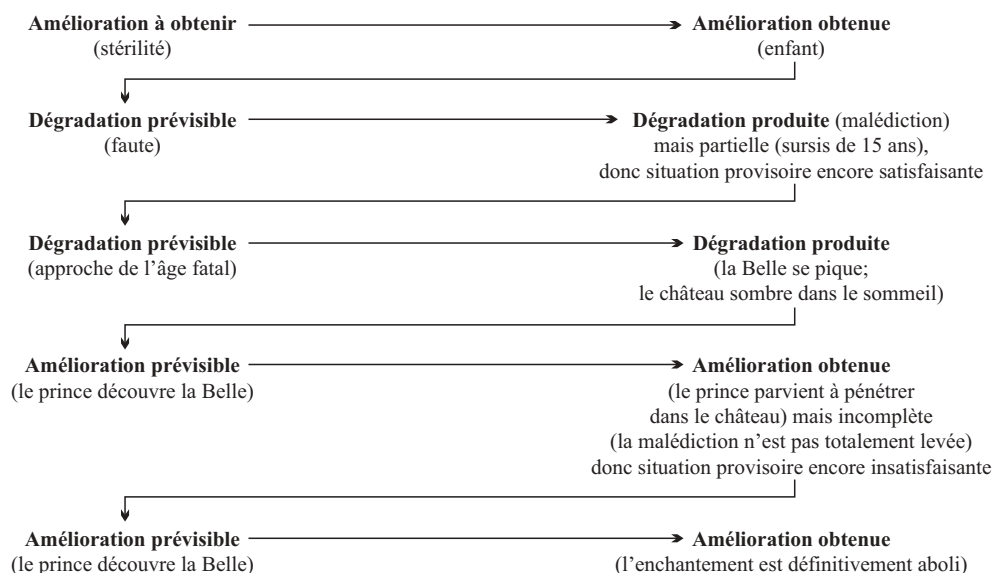 Amélioration à obtenir Amélioration obtenue
(stérilité) (enfant)
Dégradation prévisible Dégradation produite (malédiction)
(faute) mais partielle (sursis de 15 ans),
donc situation provisoire encore satisfaisante
Dégradation prévisible Dégradation produite
(approche de l’âge fatal) (la Belle se pique;
le château sombre dans le sommeil)
Amélioration prévisible Amélioration obtenue
(le prince découvre la Belle) (le prince parvient à pénétrer
dans le château) mais incomplète
(la malédiction n’est pas totalement levée)
donc situation provisoire encore insatisfaisante
Amélioration prévisible Amélioration obtenue
(le prince découvre la Belle) (l’enchantement est définitivement aboli)